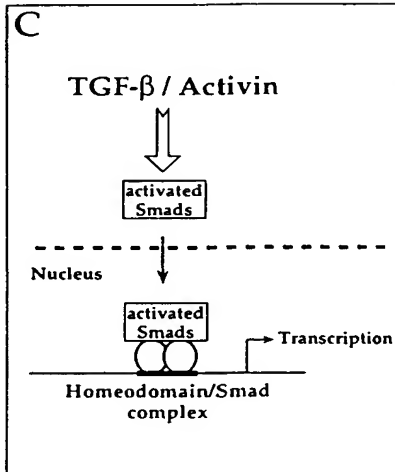 C
TGF-β / Activin
activated
Smads
Nucleus
activated
Smads
Transcription
Homeodomain/Smad
complex